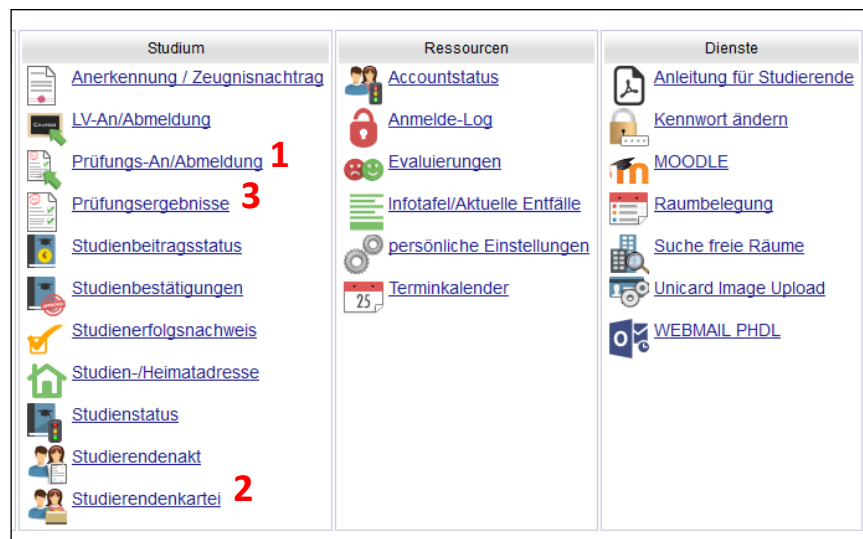 Studium
Anerkennung / Zeugnisnachtrag
LV-An/Abmeldung
Prüfungs-An/Abmeldung 1
Prüfungsergebnisse 3
Studienbeitragsstatus
Studienbestätigungen
Studienerfolgsnachweis
Studien-/Heimatadresse
Studienstatus
Studierendenakt
Studierendenkartei 2
Ressourcen
Accountstatus
Anmelde-Log
Evaluierungen
Infotafel/Aktuelle Entfälle
persönliche Einstellungen
25
Terminkalender
Dienste
Anleitung für Studierende
Kennwort ändern
MOODLE
Raumbelegung
Suche freie Räume
Unicard Image Upload
WEBMAIL PHDL